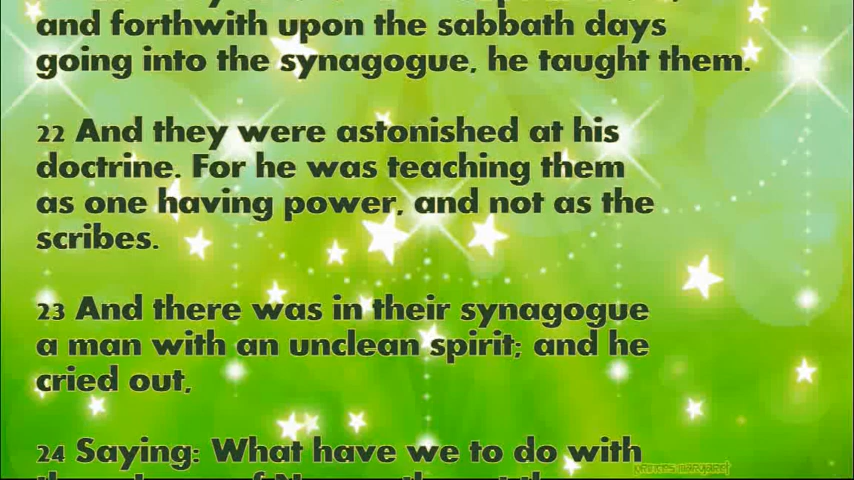 and forthwith upon the sabbath days
going into the synagogue, he taught them.
22 And they were astonished at his
doctrine. For he was teaching them
as one having power, and not as the
scribes.
23 And there was in their synagogue
a man with an unclean spirit; and he
cried out,
24 Saying: What have we to do with